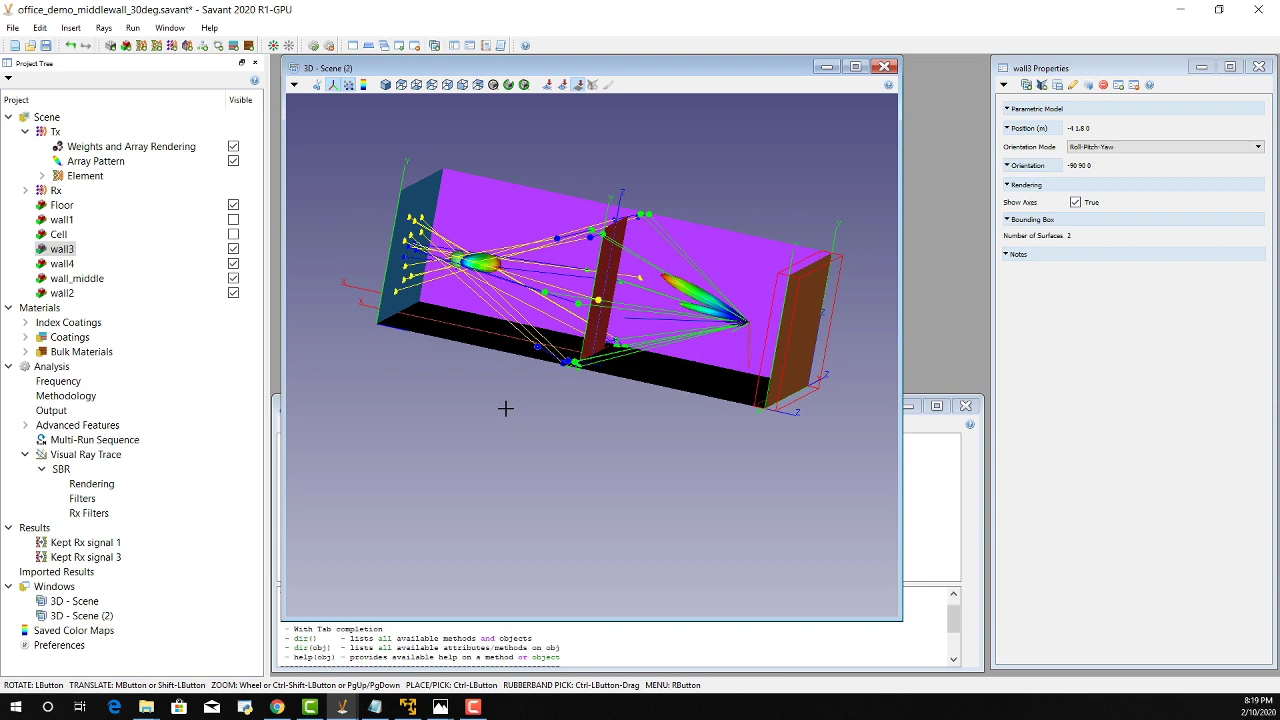 office_demo_middlewall_30deg.savant* - Savant 2020 R1-GPU
File Edit Insert Rays Run Window Help
Project Tree
Project Visible
Scene
Tx
Weights and Array Rendering
Array Pattern
Element
Rx
Floor
wall1
Cell
wall3
wall4
wall_middle
wall2
Materials
Index Coatings
Coatings
Bulk Materials
Analysis
Frequency
Methodology
Output
Advanced Features
Multi-Run Sequence
Visual Ray Trace
SBR
Rendering
Filters
Rx Filters
Results
Kept Rx signal 1
Kept Rx signal 3
Imported Results
Windows
3D - Scene
3D - Scene (2)
Saved Color Maps
Preferences
3D - Scene (2)
Y
Z
Y
Y
X
X
Z
Z
X
Z
- With Tab completion
- dir() - lists all available methods and objects
- dir(obj) - lists all available attributes/methods on obj
- help(obj) - provides available help on a method or object
wall3 Properties
Parametric Model
Position (m) -4 1.8 0
Orientation Mode Roll-Pitch-Yaw
Orientation -90 90 0
Rendering
Show Axes True
Bounding Box
Number of Surfaces 2
Notes
ROTATE: LButton TRANSLATE: MButton or Shift-LButton ZOOM: Wheel or Ctrl-Shift-LButton or PgUp/PgDown PLACE/PICK: Ctrl-LButton RUBBERBAND PICK: Ctrl-LButton-Drag MENU: RButton
8:19 PM
2/10/2020